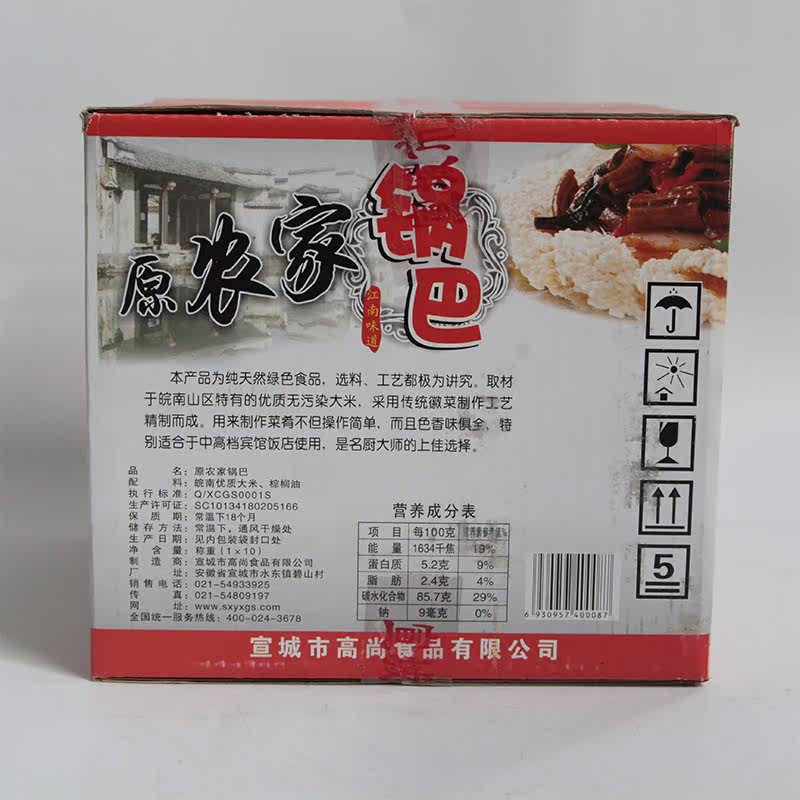 原农家锅巴
江南味道
本产品为纯天然绿色食品，选料、工艺都极为讲究。取材
于皖南山区特有的优质无污染大米，采用传统徽菜制作工艺
精制而成。用来制作菜肴不但操作简单，而且色香味俱全，特
别适合于中高档宾馆饭店使用，是名厨大师的上佳选择。
品名：原农家锅巴
配料：皖南优质大米、棕榈油
执行标准：Q/XCGS0001S
生产许可证：SC10134180205166
保质期：常温下18个月
储存方法：常温下，通风干燥处
生产日期：见内包装袋封口处
净含量：称重（1×10）
制造商：宣城市高尚食品有限公司
厂址：安徽省宣城市水东镇碧山村
销售电话：021-54933925
传真：021-54809197
网址：www.sxyxgs.com
全国统一服务热线：400-024-3678
营养成分表
项目 每100克 营养素参考值%
能量 1634千焦 19%
蛋白质 5.2克 9%
脂肪 2.4克 4%
碳水化合物 85.7克 29%
钠 9毫克 0%
5
6 930957 400087
宣城市高尚食品有限公司